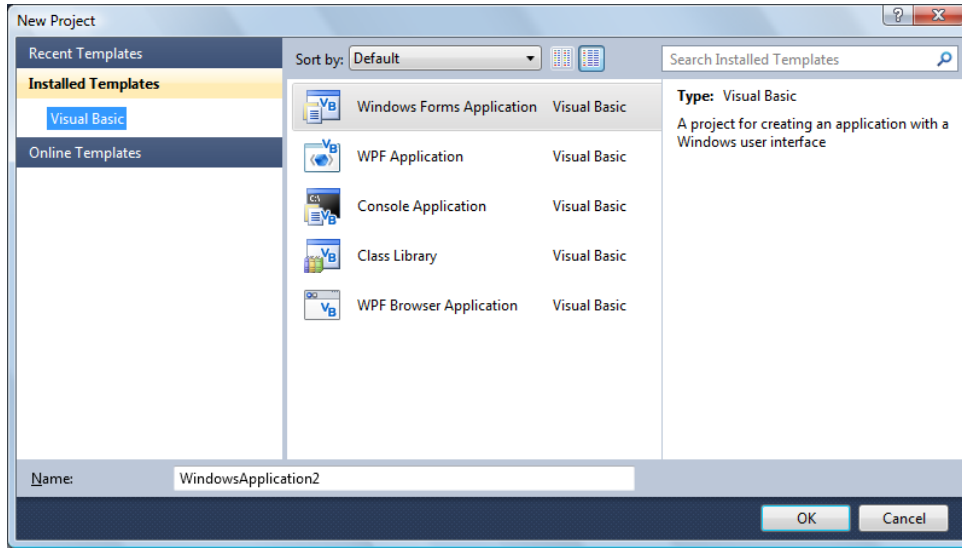 New Project
Recent Templates
Installed Templates
Visual Basic
Online Templates
Sort by: Default
Windows Forms Application Visual Basic
WPF Application Visual Basic
Console Application Visual Basic
Class Library Visual Basic
WPF Browser Application Visual Basic
Search Installed Templates
Type: Visual Basic
A project for creating an application with a
Windows user interface
Name: WindowsApplication2
OK Cancel